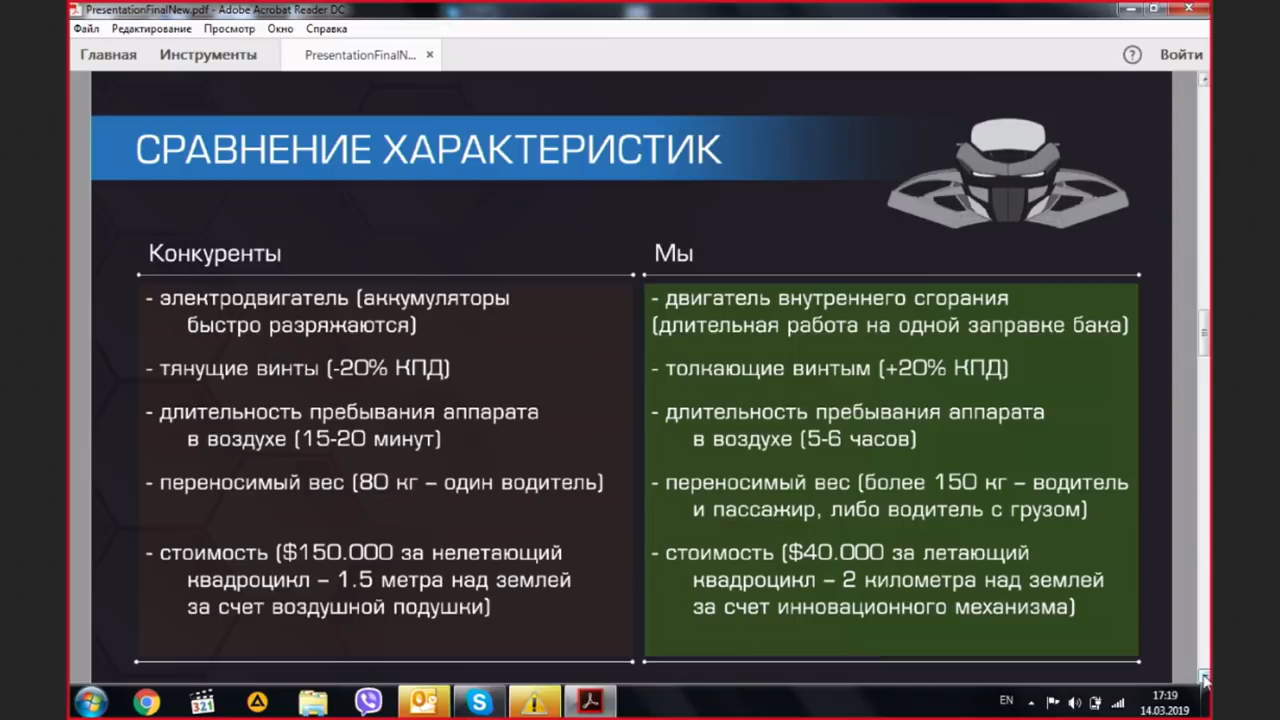 PresentationFinalNew.pdf - Adobe Acrobat Reader DC
Файл Редактирование Просмотр Окно Справка
Главная Инструменты PresentationFinalN... × ? Войти
СРАВНЕНИЕ ХАРАКТЕРИСТИК
Конкуренты
- электродвигатель (аккумуляторы
быстро разряжаются)
- тянущие винты (-20% КПД)
- длительность пребывания аппарата
в воздухе (15-20 минут)
- переносимый вес (80 кг – один водитель)
- стоимость ($150.000 за нелетающий
квадроцикл – 1.5 метра над землей
за счет воздушной подушки)
Мы
- двигатель внутреннего сгорания
(длительная работа на одной заправке бака)
- толкающие винтым (+20% КПД)
- длительность пребывания аппарата
в воздухе (5-6 часов)
- переносимый вес (более 150 кг – водитель
и пассажир, либо водитель с грузом)
- стоимость ($40.000 за летающий
квадроцикл – 2 километра над землей
за счет инновационного механизма)
321
EN
17:19
14.03.2019